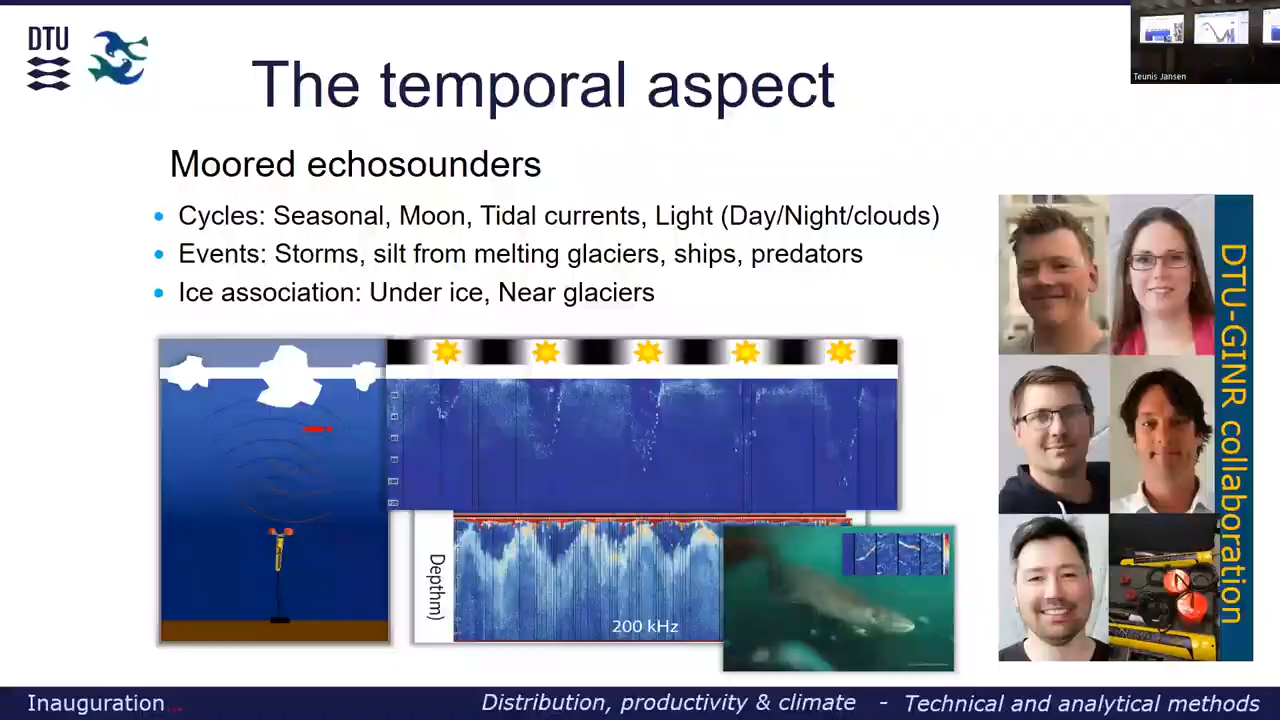 DTU
The temporal aspect
Teunis Jansen
Moored echosounders
Cycles: Seasonal, Moon, Tidal currents, Light (Day/Night/clouds)
Events: Storms, silt from melting glaciers, ships, predators
Ice association: Under ice, Near glaciers
Depthm)
200 kHz
DTU-GINR collaboration
Inauguration
Distribution, productivity & climate - Technical and analytical methods